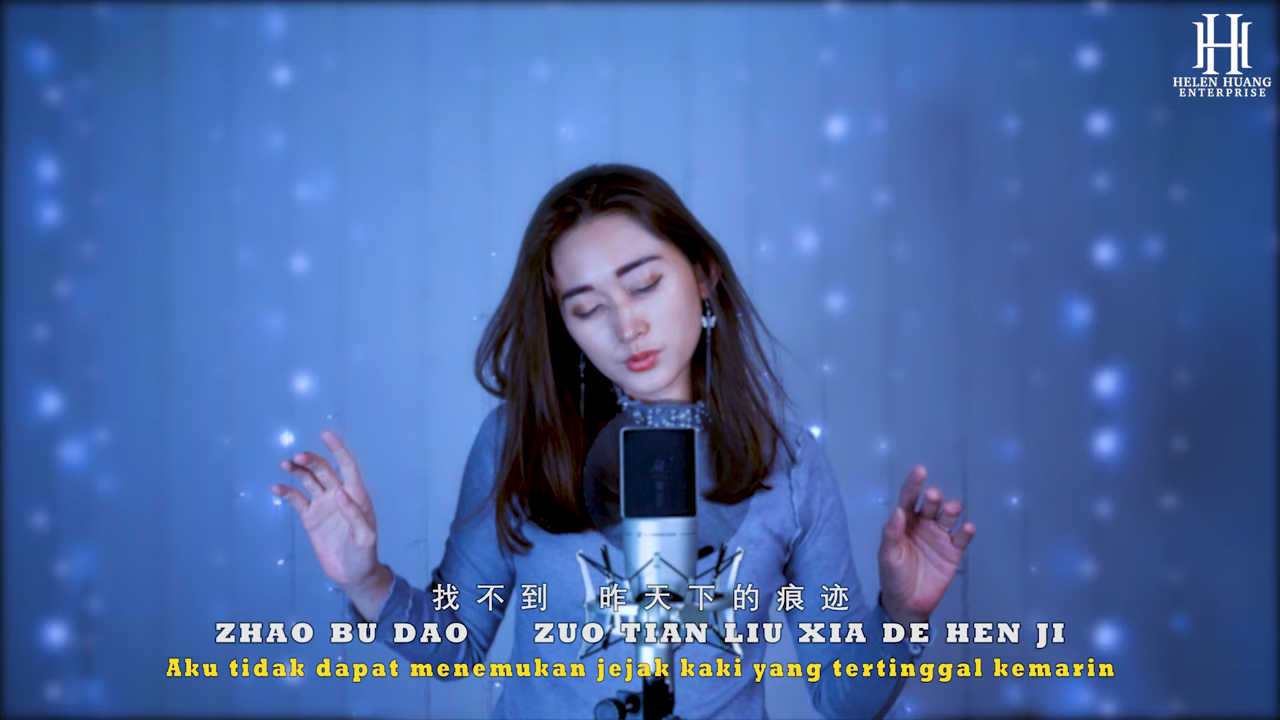 HELEN HUANG
ENTERPRISE
找不到 昨天下的痕迹
ZHAO BU DAO ZUO TIAN LIU XIA DE HEN JI
Aku tidak dapat menemukan jejak kaki yang tertinggal kemarin